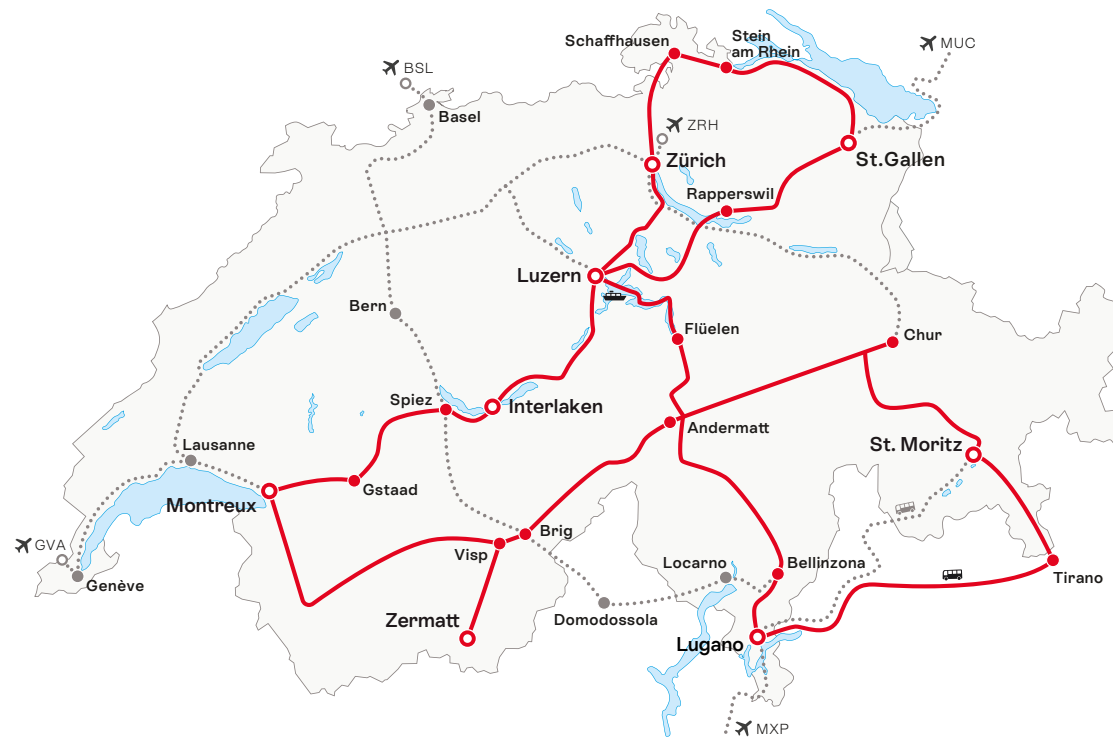 Schaffhausen
Stein
am Rhein
MUC
BSL
Basel
ZRH
Zürich
St.Gallen
Rapperswil
Luzern
Bern
Flüelen
Chur
Spiez
Interlaken
Andermatt
Lausanne
St. Moritz
Gstaad
Montreux
Brig
GVA
Visp
Genève
Locarno
Bellinzona
Tirano
Zermatt
Domodossola
Lugano
MXP